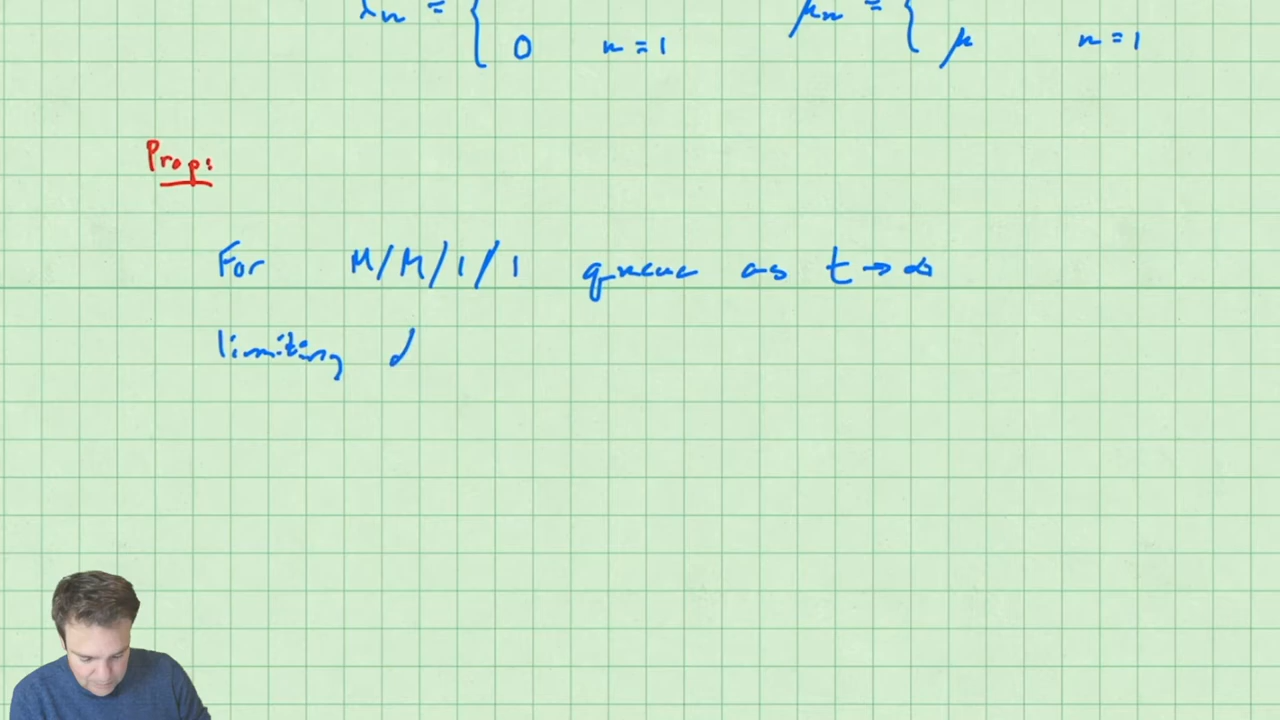 λn = { μn = {
0 n = 1 μ n = 1
Prop:
For M/M/1/1 queue as t → ∞
limiting d